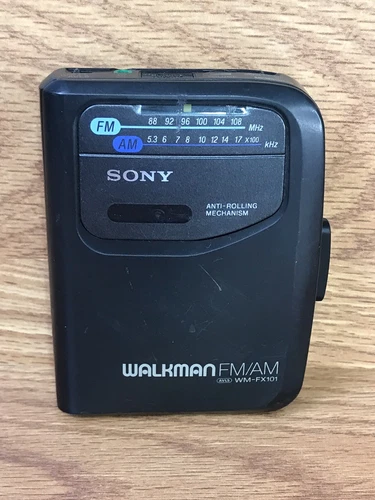 FM 88 92 96 100 104 108 MHz
AM 5.3 6 7 8 10 12 14 17 x100 kHz
SONY
ANTI-ROLLING
MECHANISM
WALKMAN FM/AM
AVLS WM-FX101